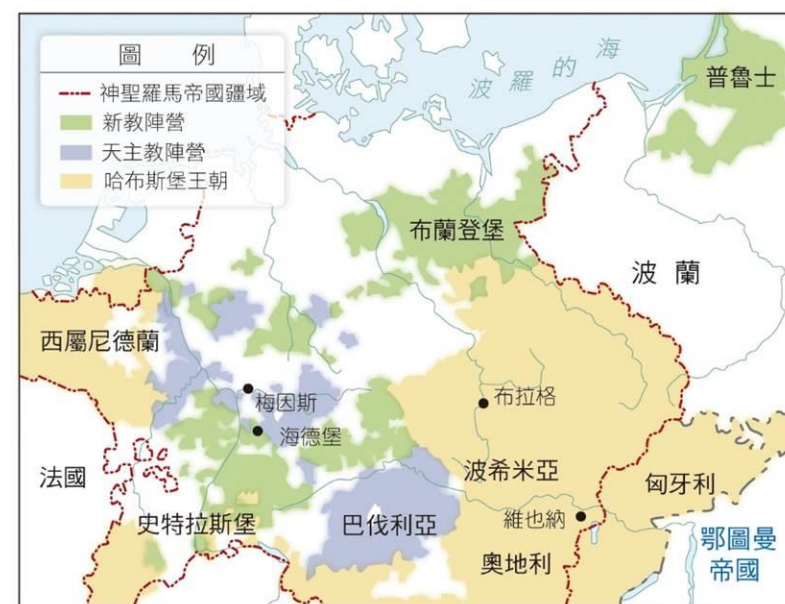 圖 例
神聖羅馬帝國疆域
新教陣營
天主教陣營
哈布斯堡王朝
波羅的海
普魯士
布蘭登堡
波蘭
西屬尼德蘭
梅因斯
布拉格
海德堡
法國
波希米亞
匈牙利
史特拉斯堡
巴伐利亞
維也納
奧地利
鄂圖曼
帝國